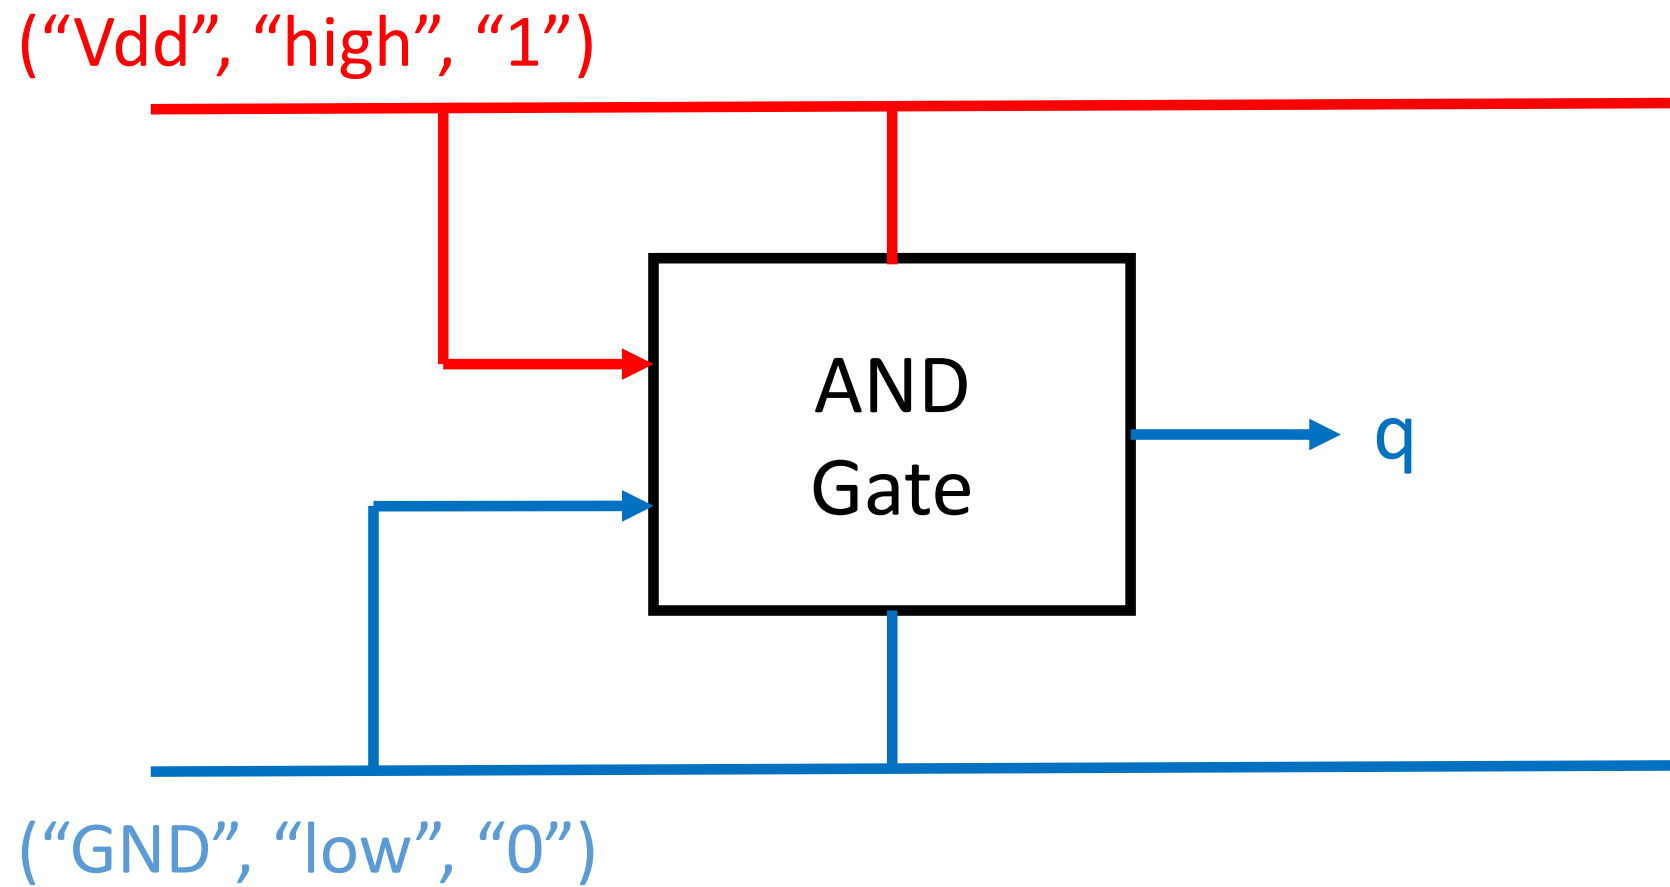 (“Vdd”, “high”, “1”)
AND
Gate
q
(“GND”, “low”, “0”)